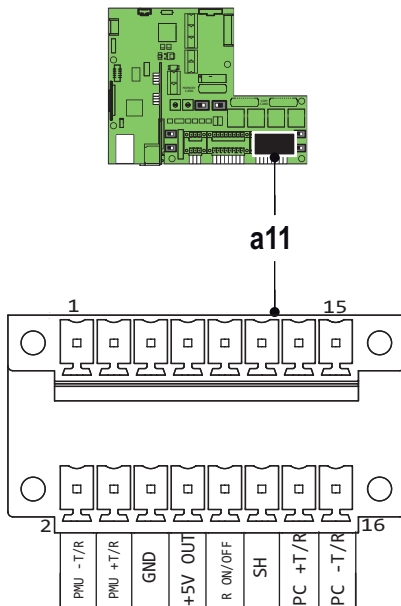 a11
1
15
2
16
PMU -T/R
PMU +T/R
GND
+5V OUT
R ON/OFF
SH
PC +T/R
PC -T/R